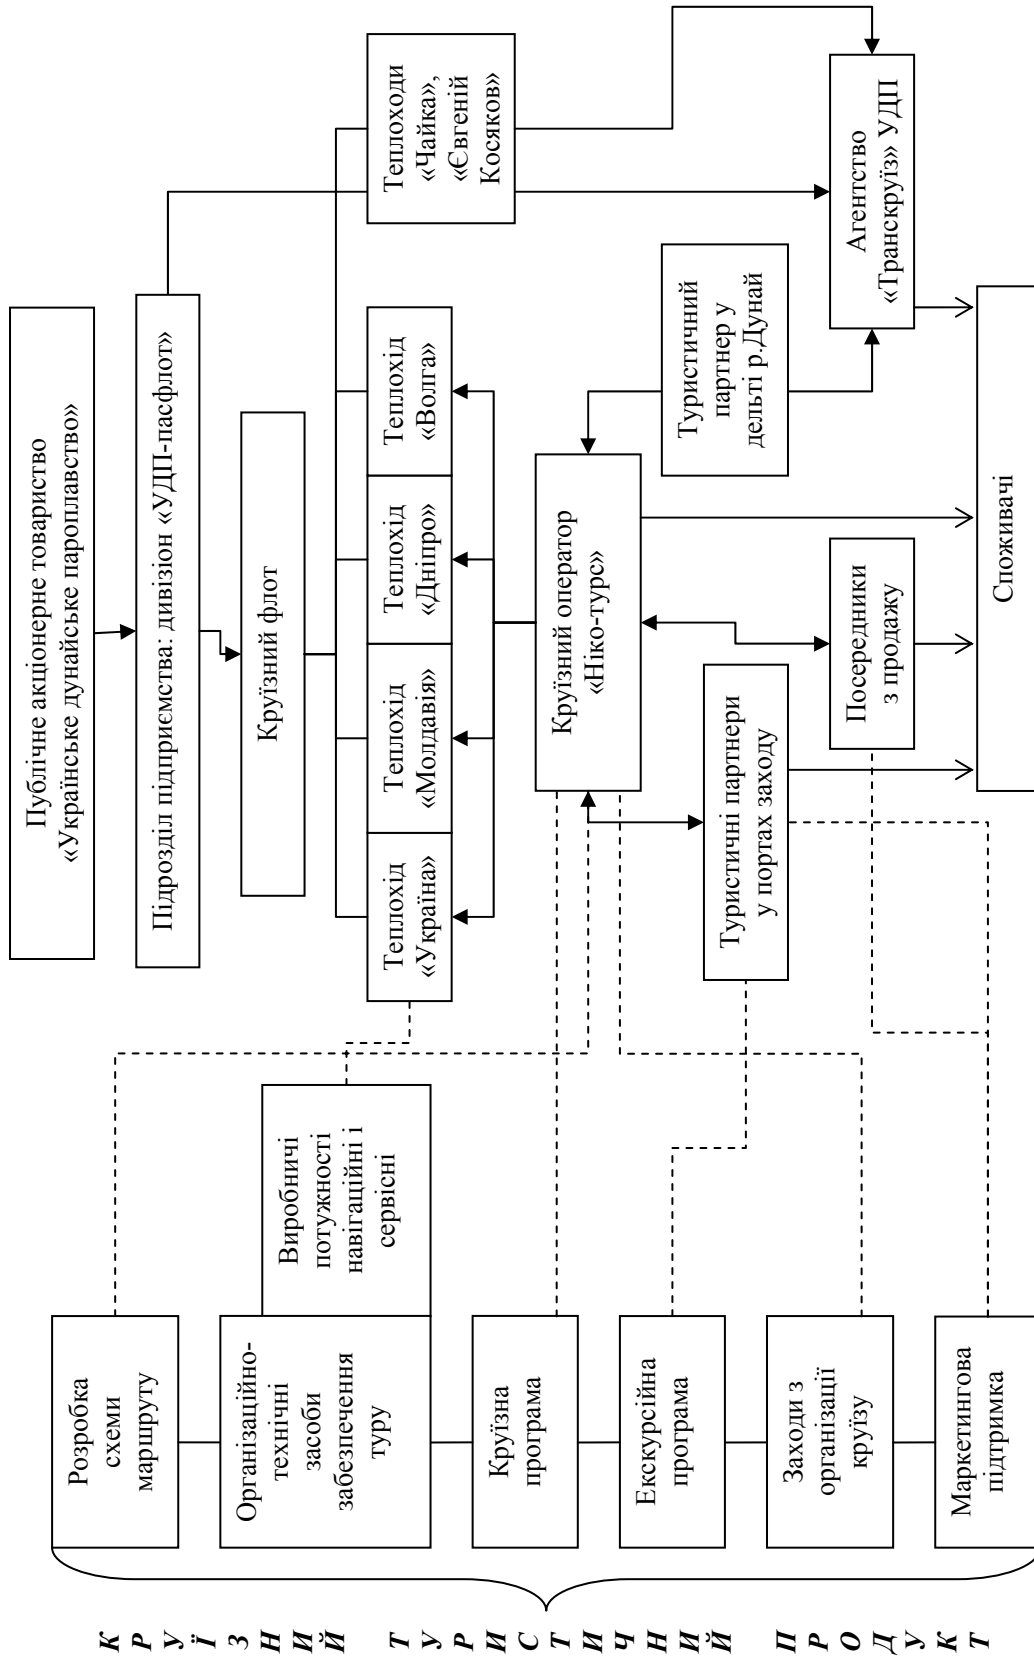 К Р У Ї З Н И Й Т У Р И С Т И Ч Н И Й П Р О Д У К Т
Розробка
схеми
маршруту
Організаційно-
технічні
засоби
забезпечення
туру
Круїзна
програма
Екскурсійна
програма
Заходи з
організації
круїзу
Маркетингова
підтримка
Виробничі
потужності
навігаційні і
сервісні
Публічне акціонерне товариство
«Українське дунайське пароплавство»
Підрозділ підприємства: дивізіон «УДП-пасфлот»
Круїзний флот
Теплохід
«Україна»
Теплохід
«Молдавія»
Теплохід
«Дніпро»
Теплохід
«Волга»
Теплоходи
«Чайка»,
«Євгеній
Косяков»
Круїзний оператор
«Ніко-турс»
Туристичні партнери
у портах заходу
Посередники
з продажу
Туристичний
партнер у
дельті р.Дунай
Агентство
«Транскруїз» УДП
Споживачі